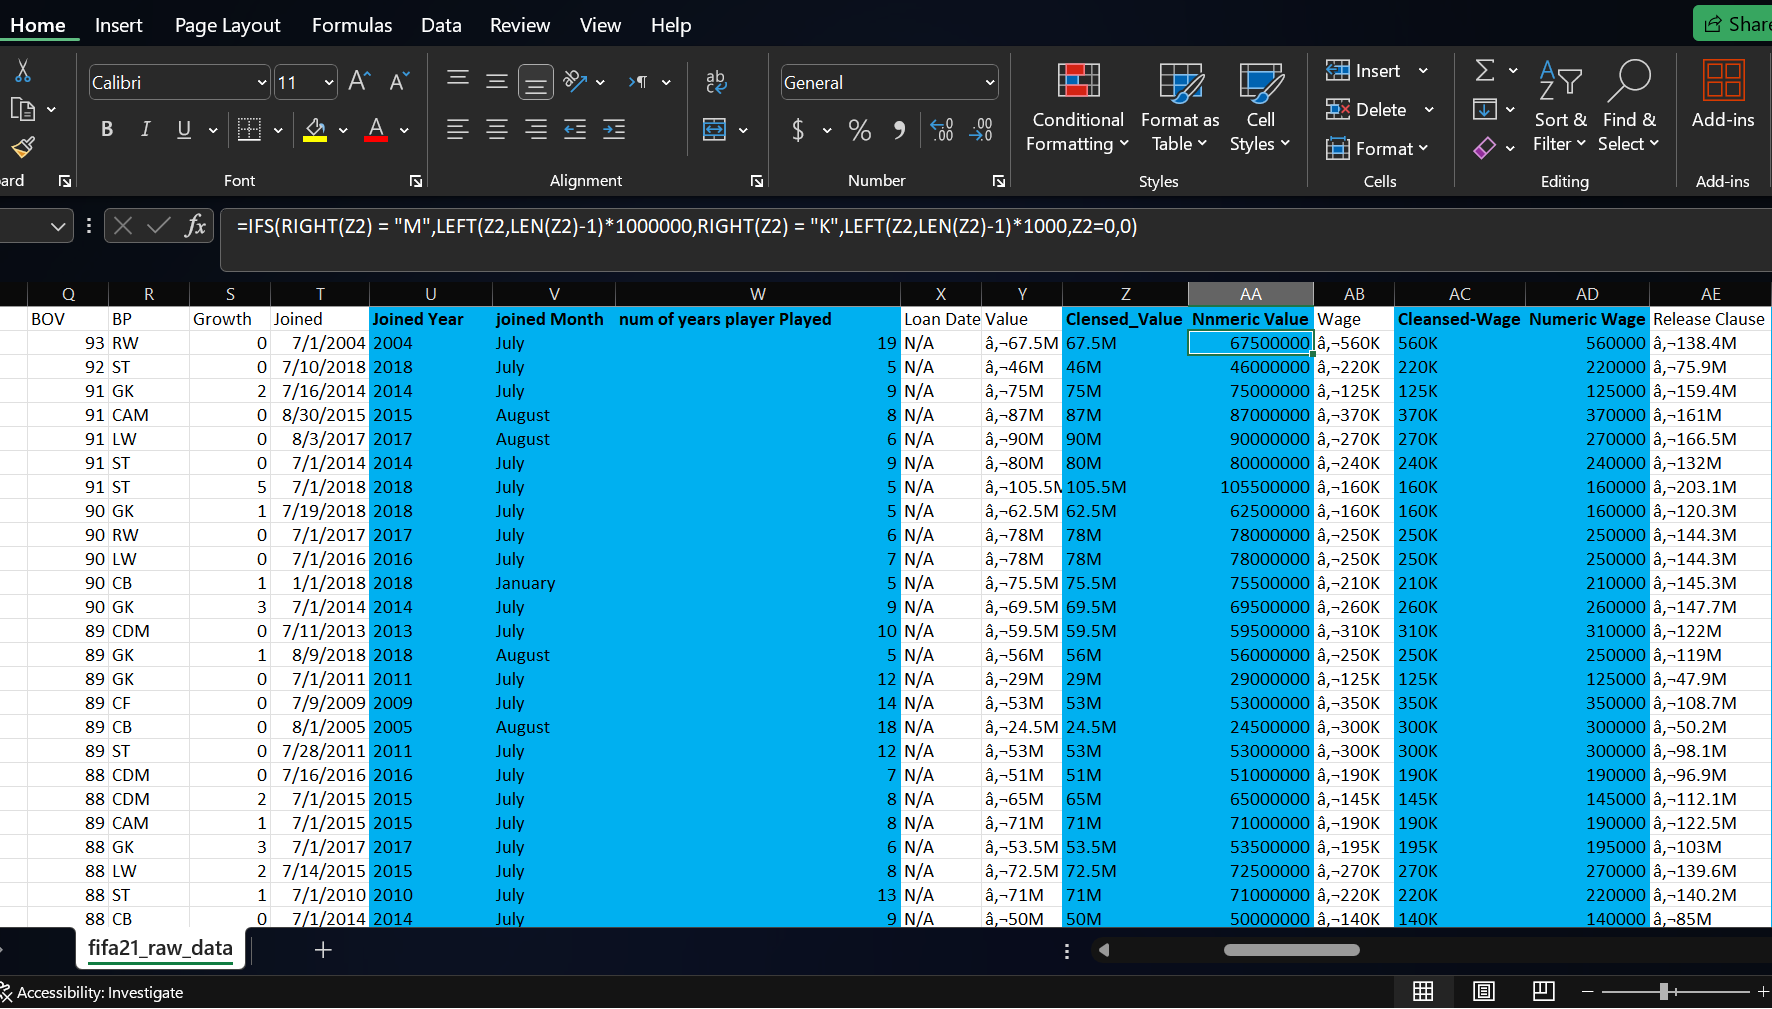 Home Insert Page Layout Formulas Data Review View Help Share
Calibri 11 General
Insert
Delete
Format
Conditional Formatting
Format as Table
Cell Styles
Sort & Filter
Find & Select
Add-ins
Font Alignment Number Styles Cells Editing Add-ins
=IFS(RIGHT(Z2) = "M",LEFT(Z2,LEN(Z2)-1)*1000000,RIGHT(Z2) = "K",LEFT(Z2,LEN(Z2)-1)*1000,Z2=0,0)
Q R S T U V W X Y Z AA AB AC AD AE
BOV BP Growth Joined Joined Year joined Month num of years player Played Loan Date Value Clensed_Value Nnmeric Value Wage Cleansed-Wage Numuric Wage Release Clause
93 RW 0 7/1/2004 2004 July 19 N/A â‚¬67.5M 67.5M 67500000 â‚¬560K 560K 560000 â‚¬138.4M
92 ST 0 7/10/2018 2018 July 5 N/A â‚¬46M 46M 46000000 â‚¬220K 220K 220000 â‚¬75.9M
91 GK 2 7/16/2014 2014 July 9 N/A â‚¬75M 75M 75000000 â‚¬125K 125K 125000 â‚¬159.4M
91 CAM 0 8/30/2015 2015 August 8 N/A â‚¬87M 87M 87000000 â‚¬370K 370K 370000 â‚¬161M
91 LW 0 8/3/2017 2017 August 6 N/A â‚¬90M 90M 90000000 â‚¬270K 270K 270000 â‚¬166.5M
91 ST 0 7/1/2014 2014 July 9 N/A â‚¬80M 80M 80000000 â‚¬240K 240K 240000 â‚¬132M
91 ST 5 7/1/2018 2018 July 5 N/A â‚¬105.5M 105.5M 105500000 â‚¬160K 160K 160000 â‚¬203.1M
90 GK 1 7/19/2018 2018 July 5 N/A â‚¬62.5M 62.5M 62500000 â‚¬160K 160K 160000 â‚¬120.3M
90 RW 0 7/1/2017 2017 July 6 N/A â‚¬78M 78M 78000000 â‚¬250K 250K 250000 â‚¬144.3M
90 LW 0 7/1/2016 2016 July 7 N/A â‚¬78M 78M 78000000 â‚¬250K 250K 250000 â‚¬144.3M
90 CB 1 1/1/2018 2018 January 5 N/A â‚¬75.5M 75.5M 75500000 â‚¬210K 210K 210000 â‚¬145.3M
90 GK 3 7/1/2014 2014 July 9 N/A â‚¬69.5M 69.5M 69500000 â‚¬260K 260K 260000 â‚¬147.7M
89 CDM 0 7/11/2013 2013 July 10 N/A â‚¬59.5M 59.5M 59500000 â‚¬310K 310K 310000 â‚¬122M
89 GK 1 8/9/2018 2018 August 5 N/A â‚¬56M 56M 56000000 â‚¬250K 250K 250000 â‚¬119M
89 GK 0 7/1/2011 2011 July 12 N/A â‚¬29M 29M 29000000 â‚¬125K 125K 125000 â‚¬47.9M
89 CF 0 7/9/2009 2009 July 14 N/A â‚¬53M 53M 53000000 â‚¬350K 350K 350000 â‚¬108.7M
89 CB 0 8/1/2005 2005 August 18 N/A â‚¬24.5M 24.5M 24500000 â‚¬300K 300K 300000 â‚¬50.2M
89 ST 0 7/28/2011 2011 July 12 N/A â‚¬53M 53M 53000000 â‚¬300K 300K 300000 â‚¬98.1M
88 CDM 0 7/16/2016 2016 July 7 N/A â‚¬51M 51M 51000000 â‚¬190K 190K 190000 â‚¬96.9M
88 CDM 2 7/1/2015 2015 July 8 N/A â‚¬65M 65M 65000000 â‚¬145K 145K 145000 â‚¬112.1M
89 CAM 1 7/1/2015 2015 July 8 N/A â‚¬71M 71M 71000000 â‚¬190K 190K 190000 â‚¬122.5M
88 GK 3 7/1/2017 2017 July 6 N/A â‚¬53.5M 53.5M 53500000 â‚¬195K 195K 195000 â‚¬103M
88 LW 2 7/14/2015 2015 July 8 N/A â‚¬72.5M 72.5M 72500000 â‚¬270K 270K 270000 â‚¬139.6M
88 ST 1 7/1/2010 2010 July 13 N/A â‚¬71M 71M 71000000 â‚¬220K 220K 220000 â‚¬140.2M
88 CB 0 7/1/2014 2014 July 9 N/A â‚¬50M 50M 50000000 â‚¬140K 140K 140000 â‚¬85M
fifa21_raw_data
Accessibility: Investigate